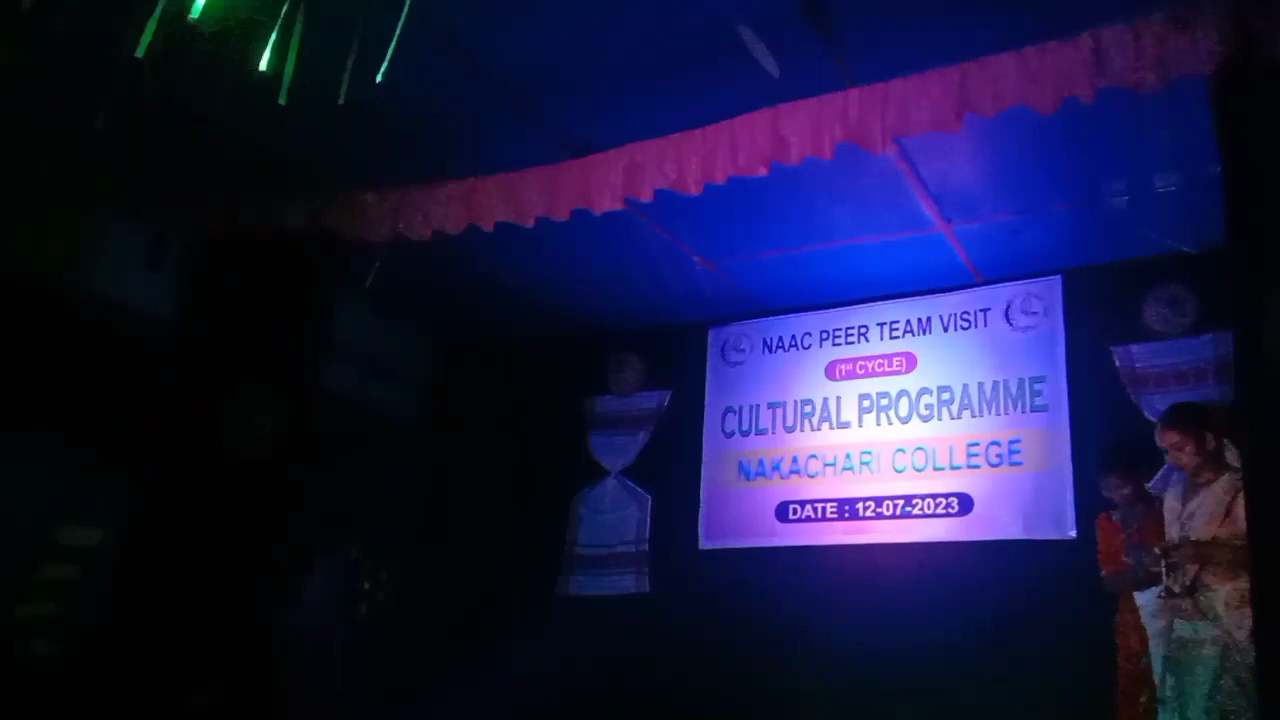 NAAC PEER TEAM VISIT
(1st CYCLE)
CULTURAL PROGRAMME
NAKACHARI COLLEGE
DATE : 12-07-2023